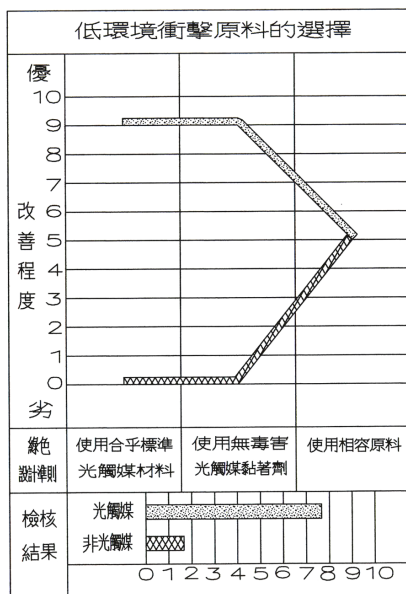 低環境衝擊原料的選擇
優
10
9
8
7
6
5
4
3
2
1
0
劣
改善程度
綠色
設計準則
使用合乎標準
光觸媒材料
使用無毒害
光觸媒黏著劑
使用相容原料
檢核
結果
光觸媒
非光觸媒
0 1 2 3 4 5 6 7 8 9 10